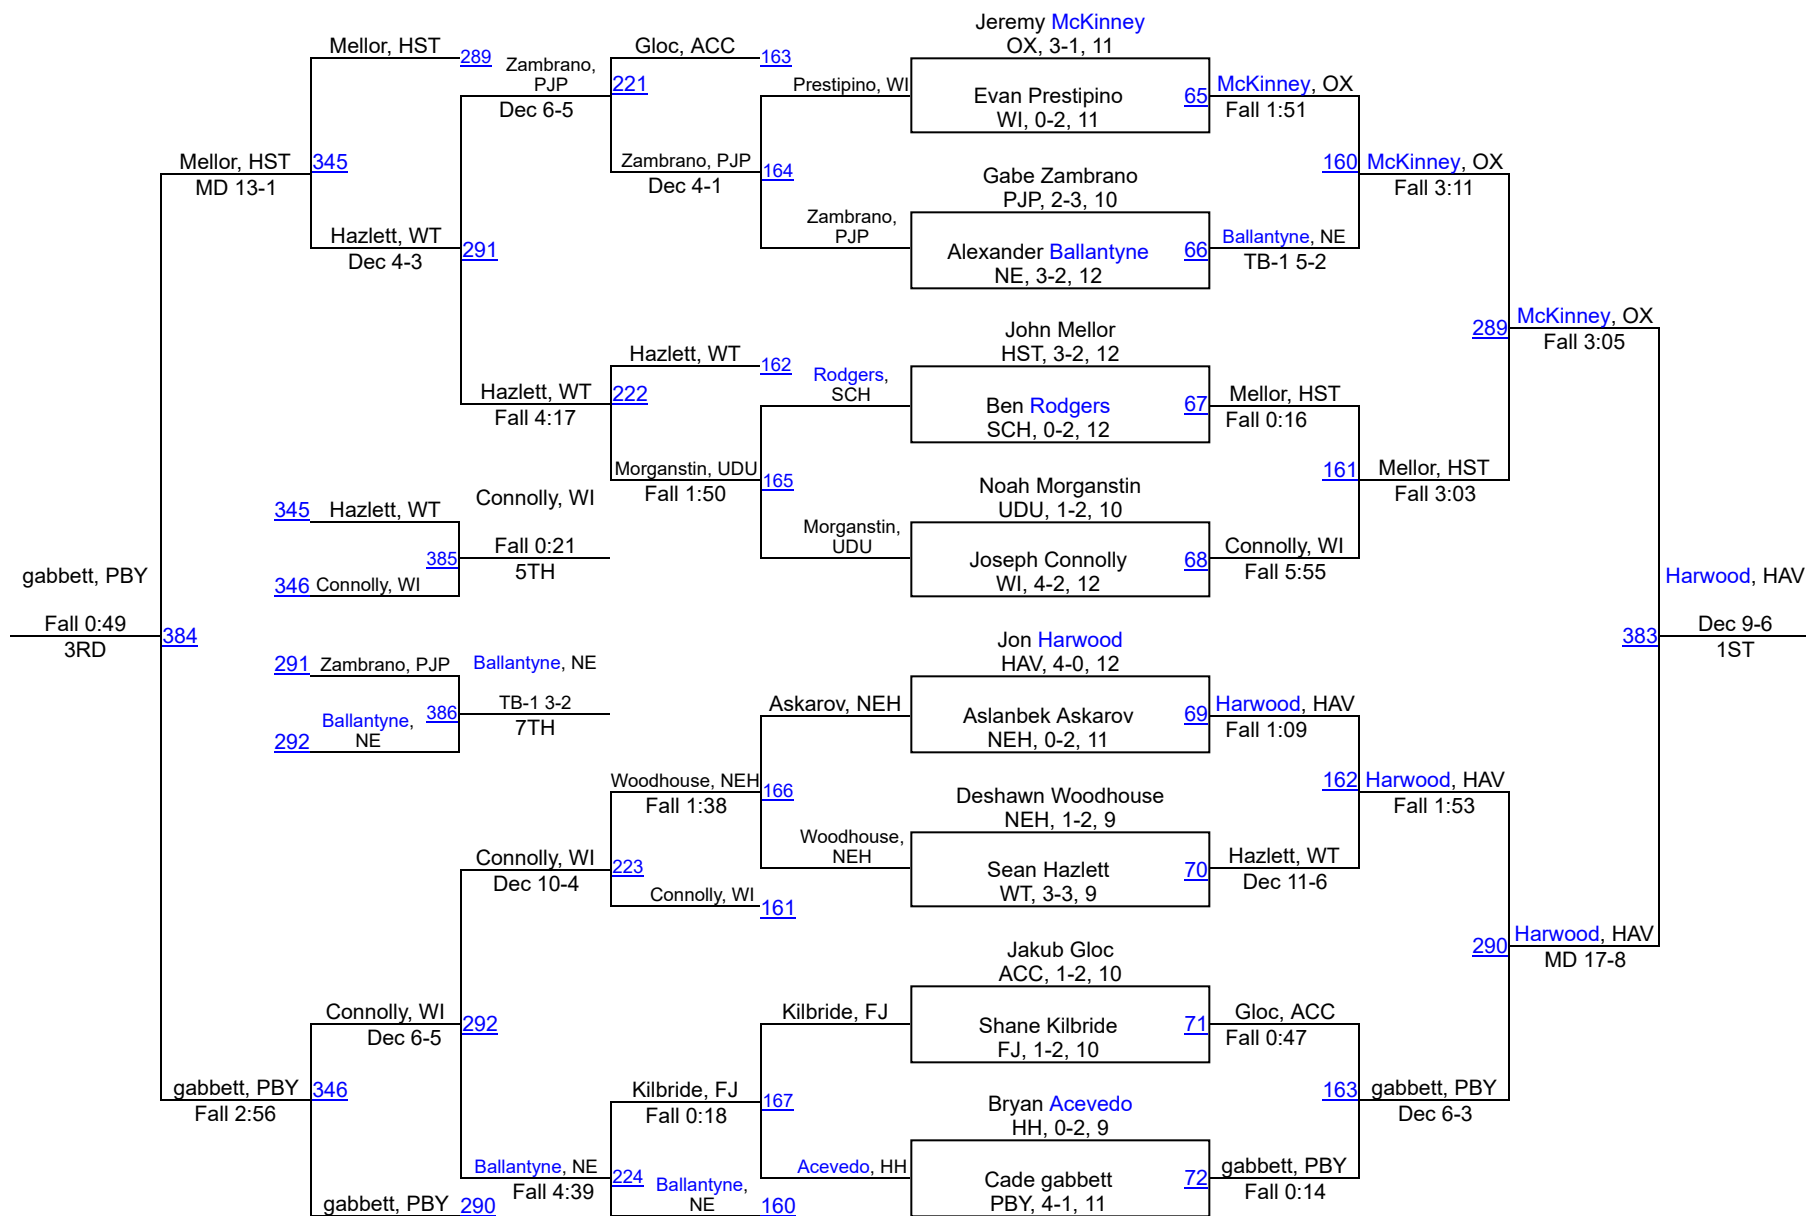 Jeremy McKinney
OX, 3-1, 11
Mellor, HST
289
Zambrano,
PJP
Dec 6-5
Gloc, ACC
163
221
Prestipino, WI
Evan Prestipino
WI, 0-2, 11
65
McKinney, OX
Fall 1:51
Mellor, HST
MD 13-1
345
Zambrano, PJP
Dec 4-1
164
Gabe Zambrano
PJP, 2-3, 10
160
McKinney, OX
Fall 3:11
Hazlett, WT
Dec 4-3
291
Zambrano,
PJP
Alexander Ballantyne
NE, 3-2, 12
66
Ballantyne, NE
TB-1 5-2
289
McKinney, OX
Fall 3:05
John Mellor
HST, 3-2, 12
Hazlett, WT
162
Hazlett, WT
Fall 4:17
222
Rodgers,
SCH
Ben Rodgers
SCH, 0-2, 12
67
Mellor, HST
Fall 0:16
Morganstin, UDU
Fall 1:50
165
Noah Morganstin
UDU, 1-2, 10
161
Mellor, HST
Fall 3:03
345
Hazlett, WT
Connolly, WI
Morganstin,
UDU
Joseph Connolly
WI, 4-2, 12
68
Connolly, WI
Fall 5:55
385
Fall 0:21
5TH
346
Connolly, WI
gabbett, PBY
Fall 0:49
3RD
384
Jon Harwood
HAV, 4-0, 12
383
Harwood, HAV
Dec 9-6
1ST
291
Zambrano, PJP
Ballantyne, NE
386
TB-1 3-2
7TH
292
Ballantyne,
NE
Askarov, NEH
Aslanbek Askarov
NEH, 0-2, 11
69
Harwood, HAV
Fall 1:09
Woodhouse, NEH
Fall 1:38
166
Deshawn Woodhouse
NEH, 1-2, 9
162
Harwood, HAV
Fall 1:53
Connolly, WI
Dec 10-4
223
Woodhouse,
NEH
Sean Hazlett
WT, 3-3, 9
70
Hazlett, WT
Dec 11-6
Connolly, WI
161
Jakub Gloc
ACC, 1-2, 10
290
Harwood, HAV
MD 17-8
Connolly, WI
Dec 6-5
292
Kilbride, FJ
Shane Kilbride
FJ, 1-2, 10
71
Gloc, ACC
Fall 0:47
gabbett, PBY
Fall 2:56
346
Kilbride, FJ
Fall 0:18
167
Bryan Acevedo
HH, 0-2, 9
163
gabbett, PBY
Dec 6-3
Ballantyne, NE
Fall 4:39
224
Acevedo, HH
Cade gabbett
PBY, 4-1, 11
72
gabbett, PBY
Fall 0:14
gabbett, PBY
290
Ballantyne,
NE
160